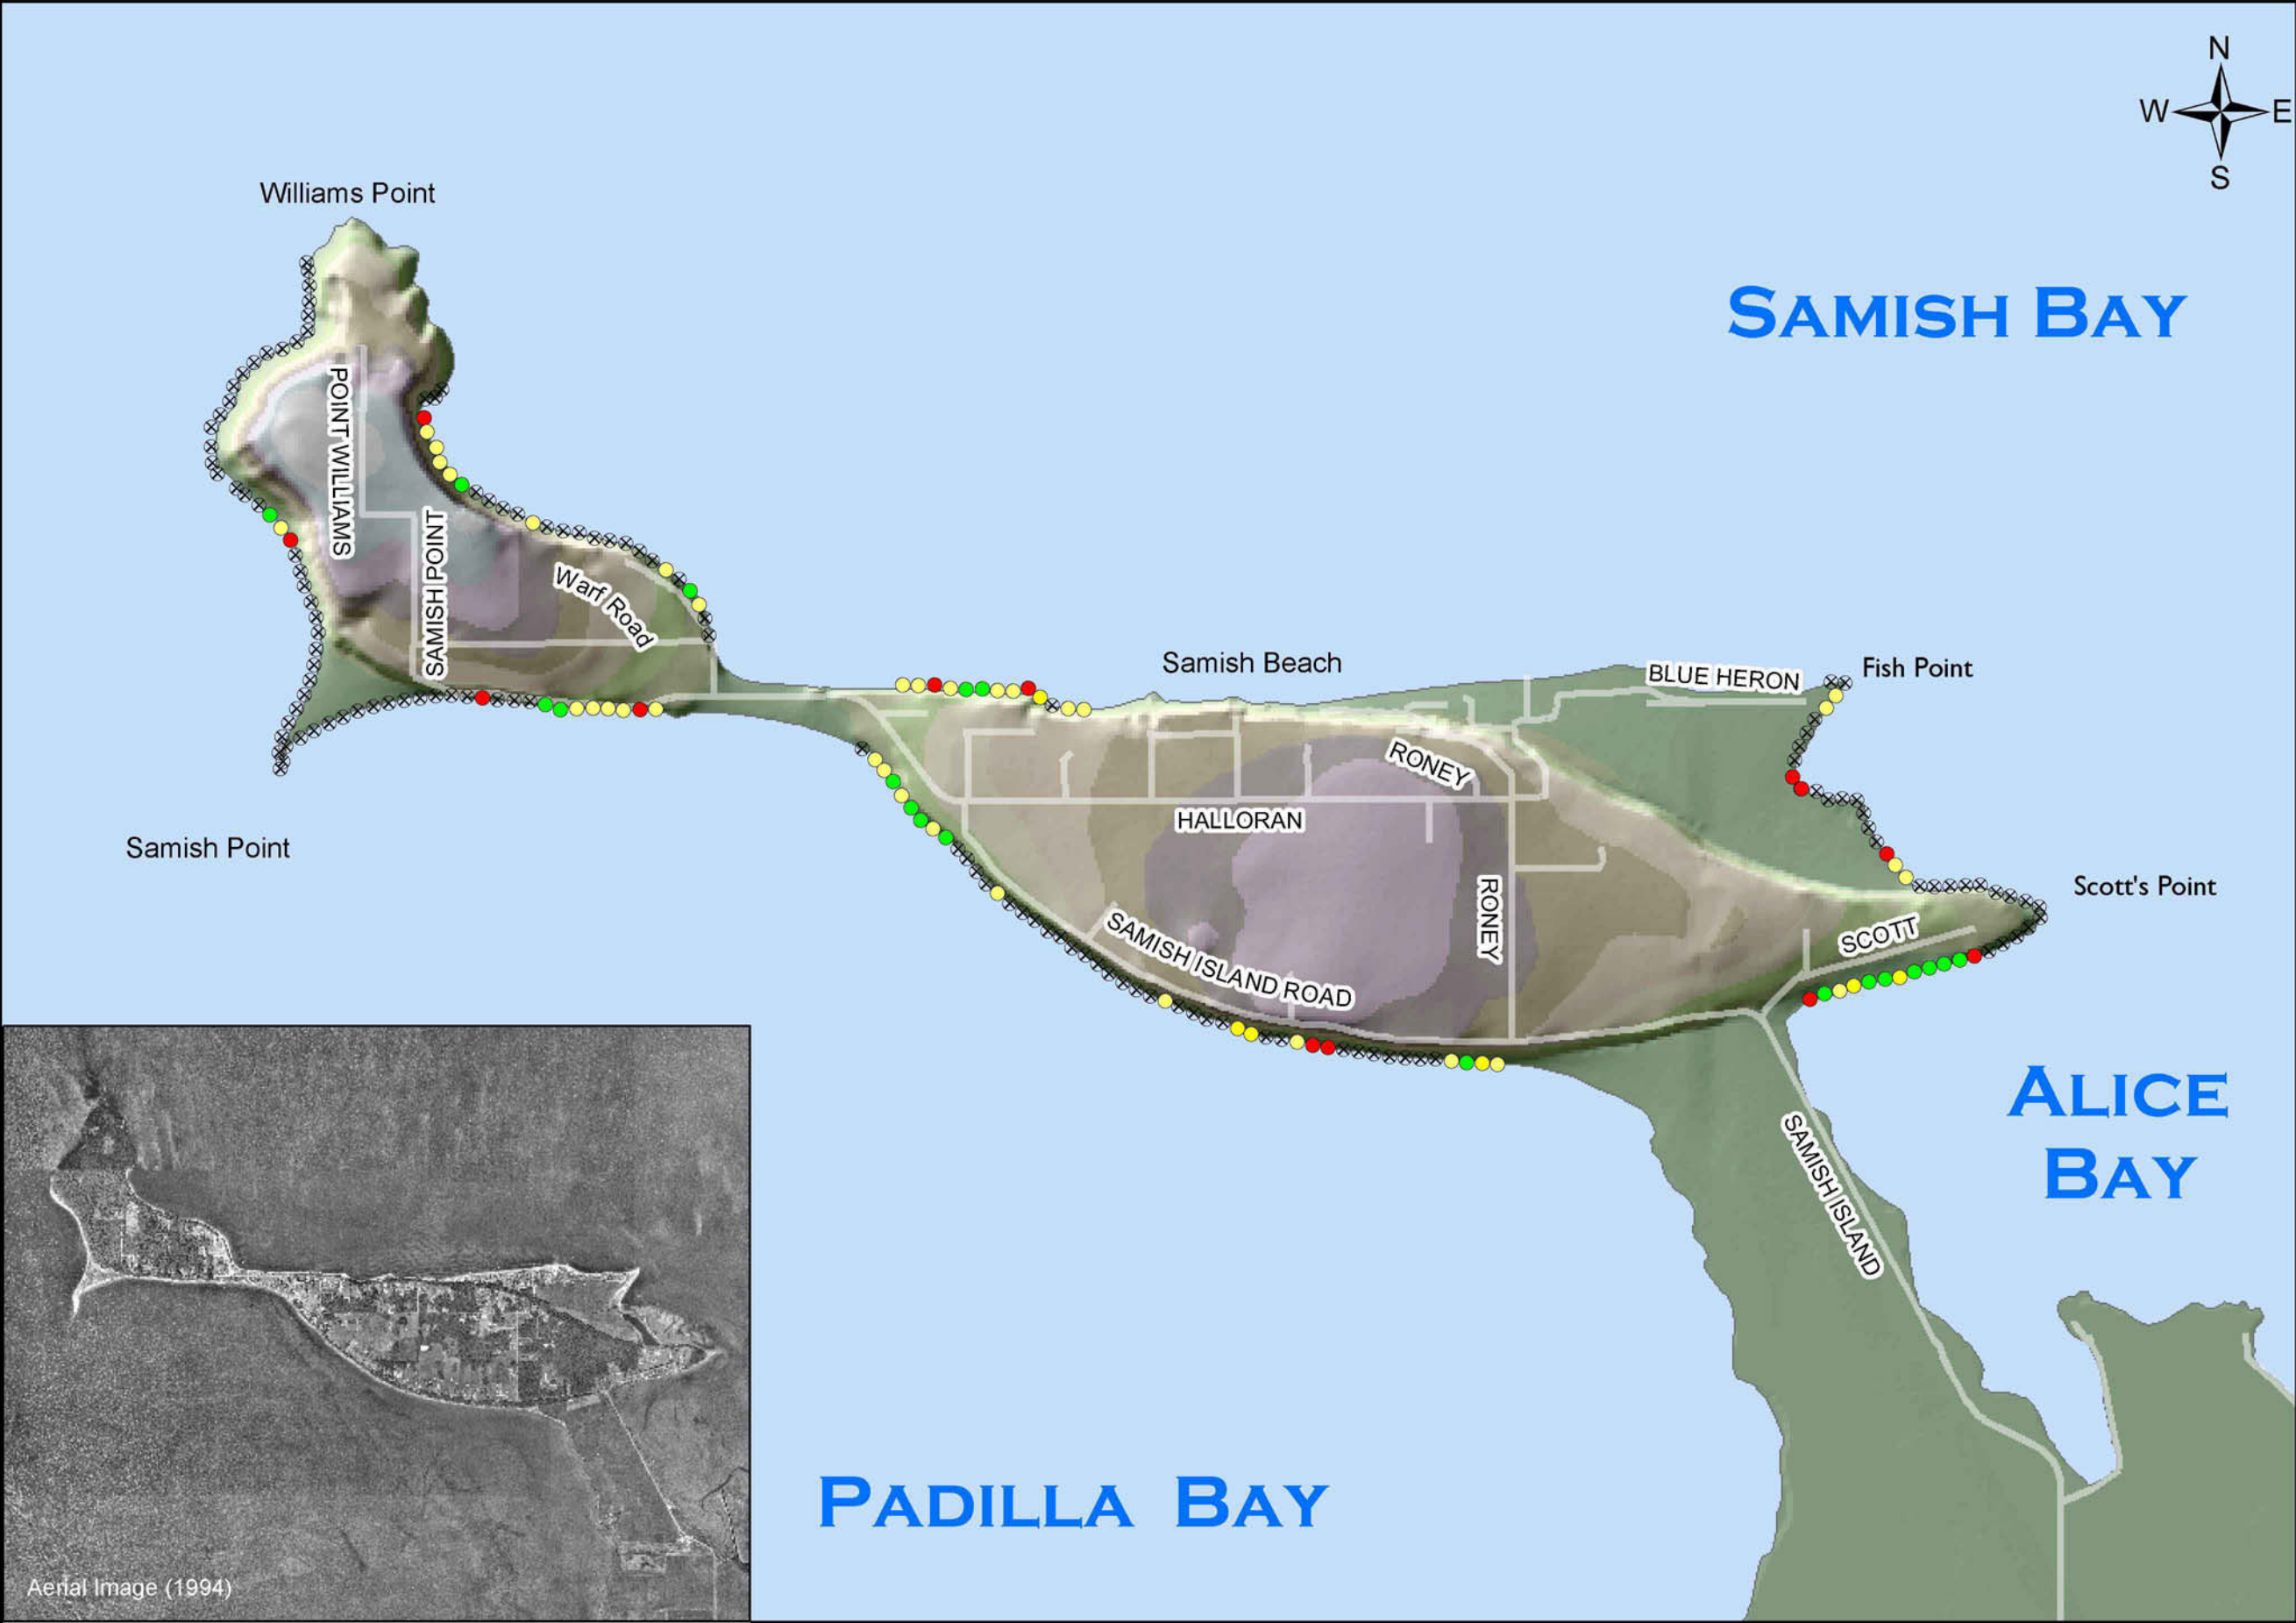 N
W E
S
Williams Point
SAMISH BAY
POINT WILLIAMS
SAMISH POINT
Warf Road
Samish Beach
BLUE HERON
Fish Point
RONEY
HALLORAN
Samish Point
RONEY
Scott's Point
SCOTT
SAMISH ISLAND ROAD
ALICE
BAY
SAMISH ISLAND
PADILLA BAY
Aerial Image (1994)